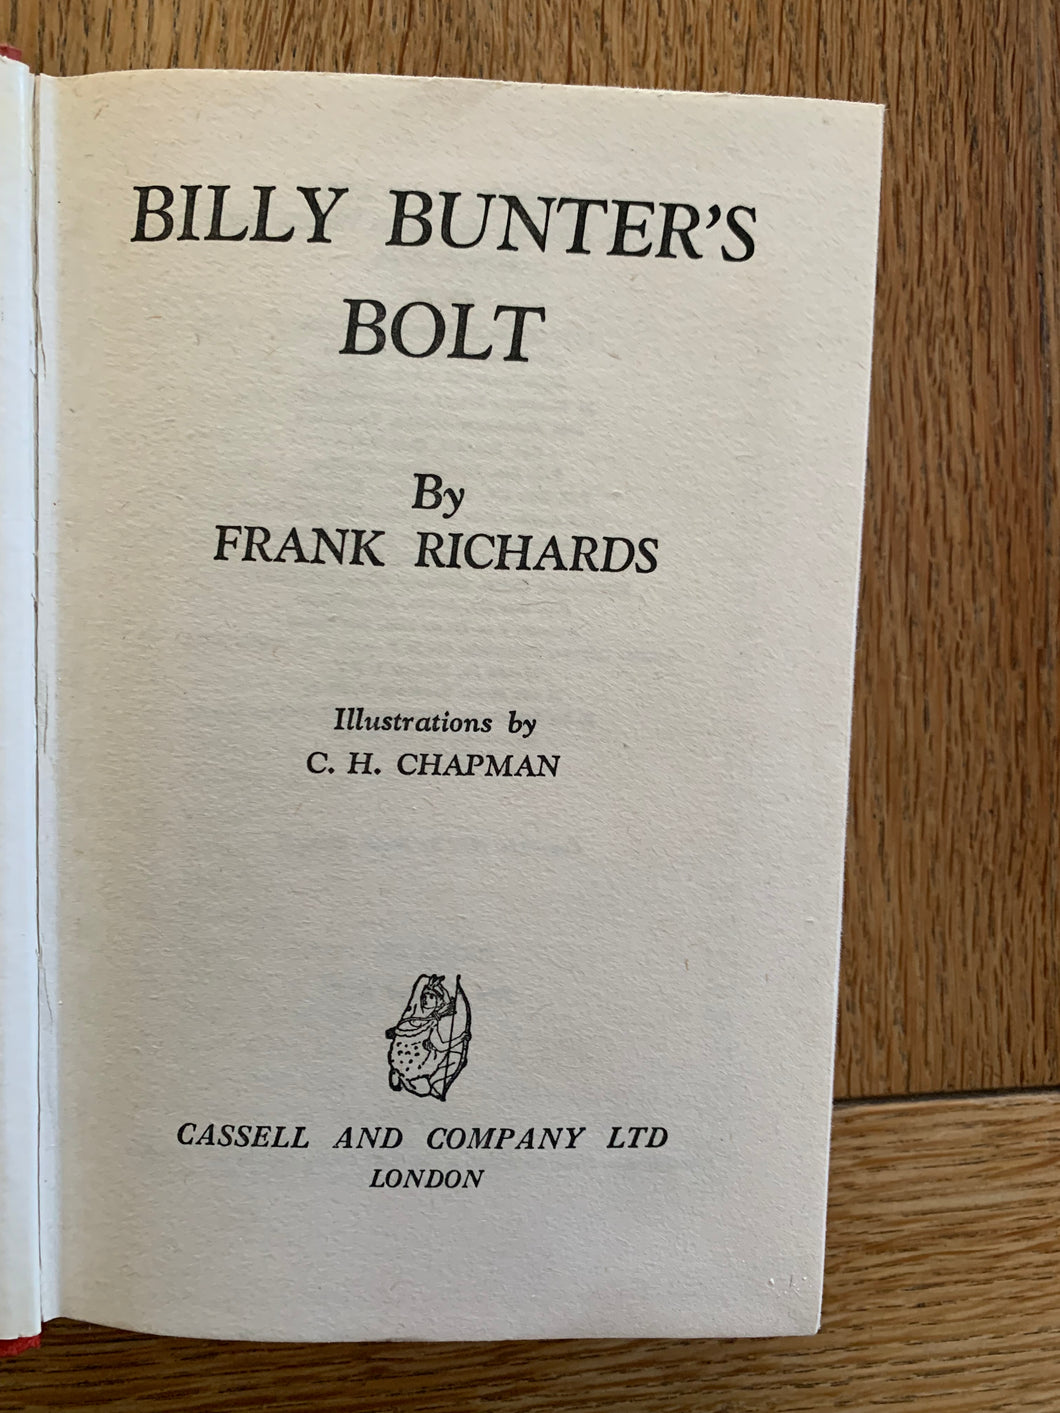 BILLY BUNTER'S
BOLT
By
FRANK RICHARDS
Illustrations by
C. H. CHAPMAN
CASSELL AND COMPANY LTD
LONDON